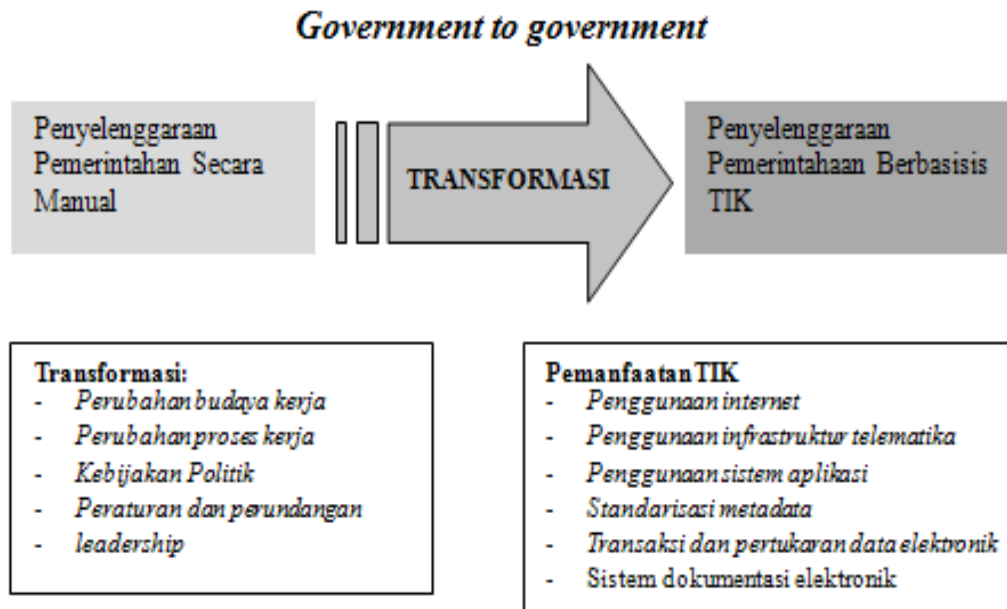 Government to government
Penyelenggaraan
Pemerintahan Secara
Manual
TRANSFORMASI
Penyelenggaraan
Pemerintahaan Berbasisis
TIK
Transformasi:
- Perubahan budaya kerja
- Perubahan proses kerja
- Kebijakan Politik
- Peraturan dan perundangan
- leadership
Pemanfaatan TIK
- Penggunaan internet
- Penggunaan infrastruktur telematika
- Penggunaan sistem aplikasi
- Standarisasi metadata
- Transaksi dan pertukaran data elektronik
- Sistem dokumentasi elektronik